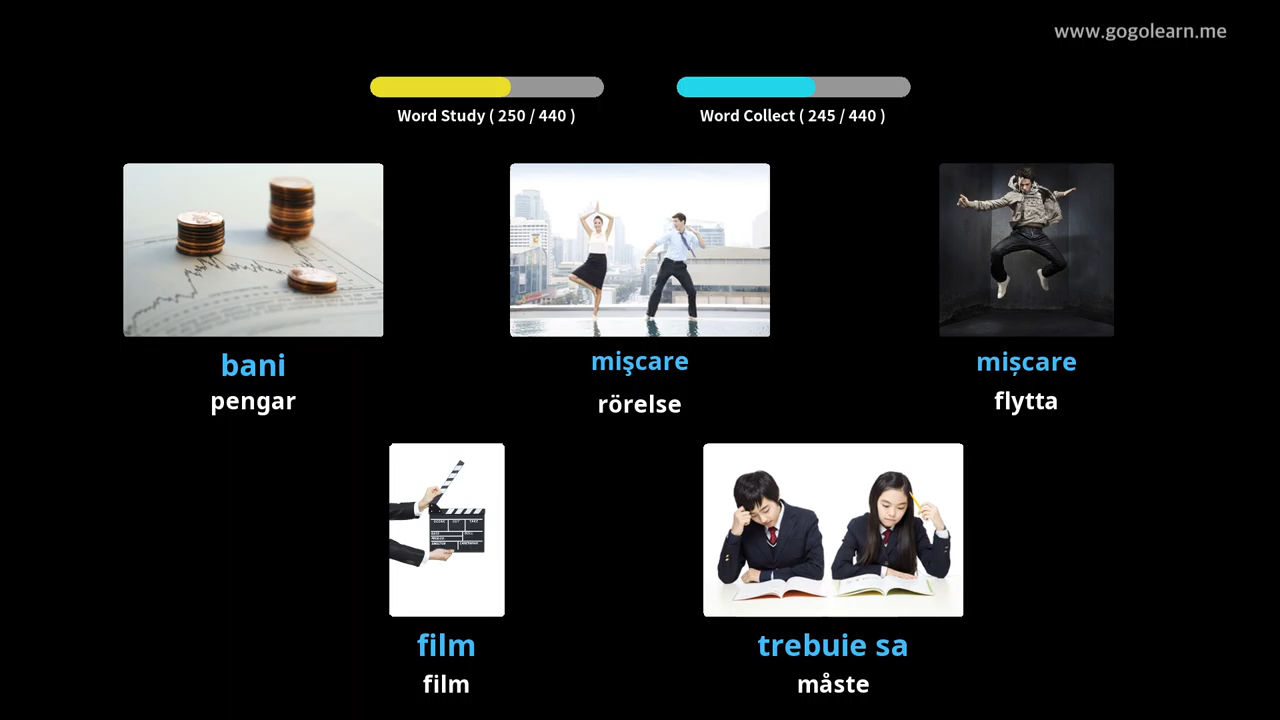 www.gogolearn.me
Word Study ( 250 / 440 )
Word Collect ( 245 / 440 )
bani
pengar
mişcare
rörelse
mișcare
flytta
film
film
trebuie sa
måste